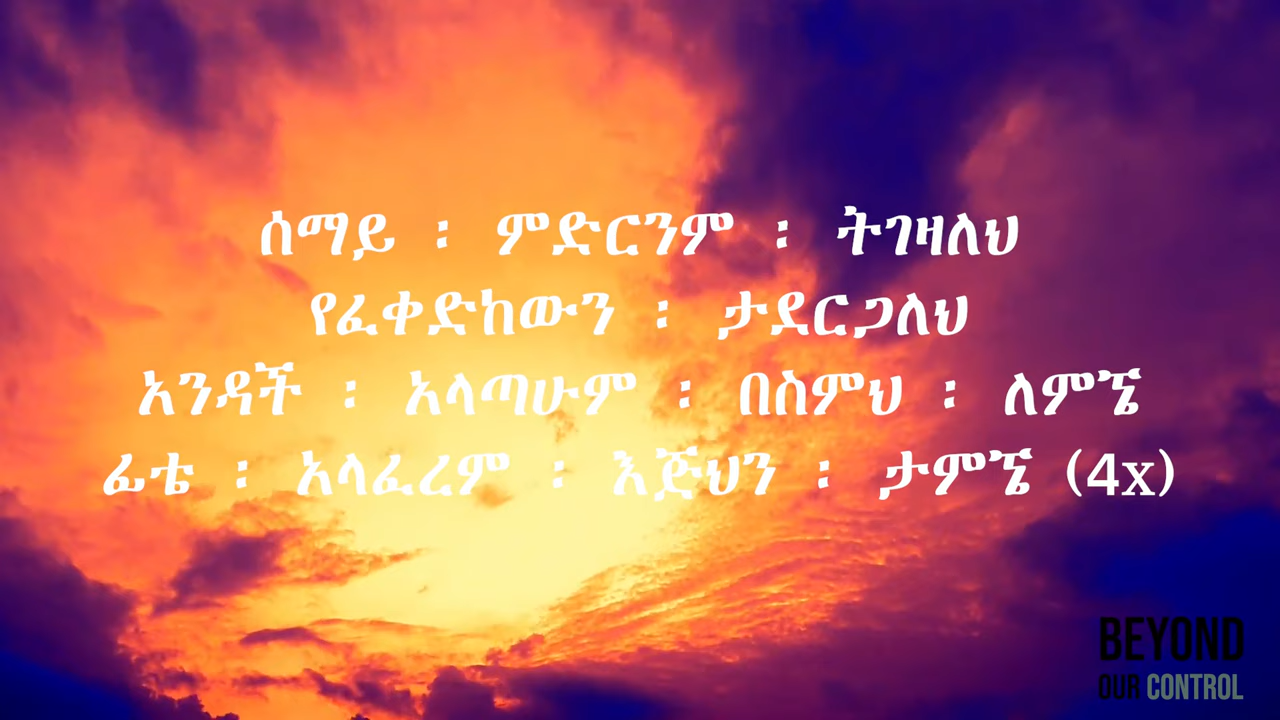 ሰማይ ፡ ምድርንም ፡ ትገዛለህ
የፈቀድከውን ፡ ታደርጋለህ
አንዳች ፡ አላጣሁም ፡ በስምህ ፡ ለምኜ
ፊቴ ፡ አላፈረም ፡ እጅህን ፡ ታምኜ (4x)
BEYOND
OUR CONTROL